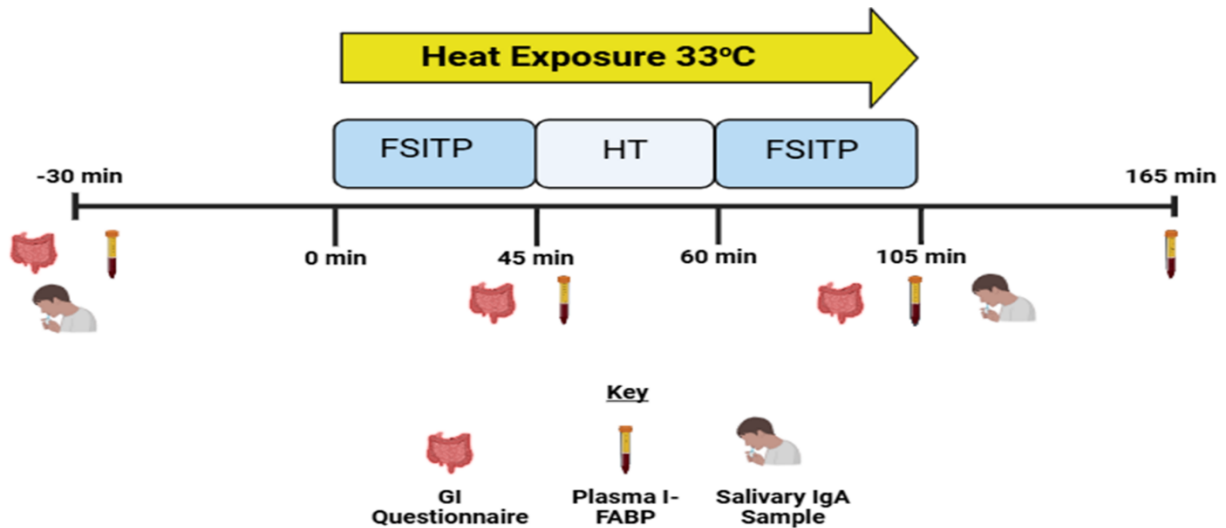 Heat Exposure 33°C
FSITP HT FSITP
-30 min 165 min
0 min 45 min 60 min 105 min
Key
GI Plasma I- Salivary IgA
Questionnaire FABP Sample